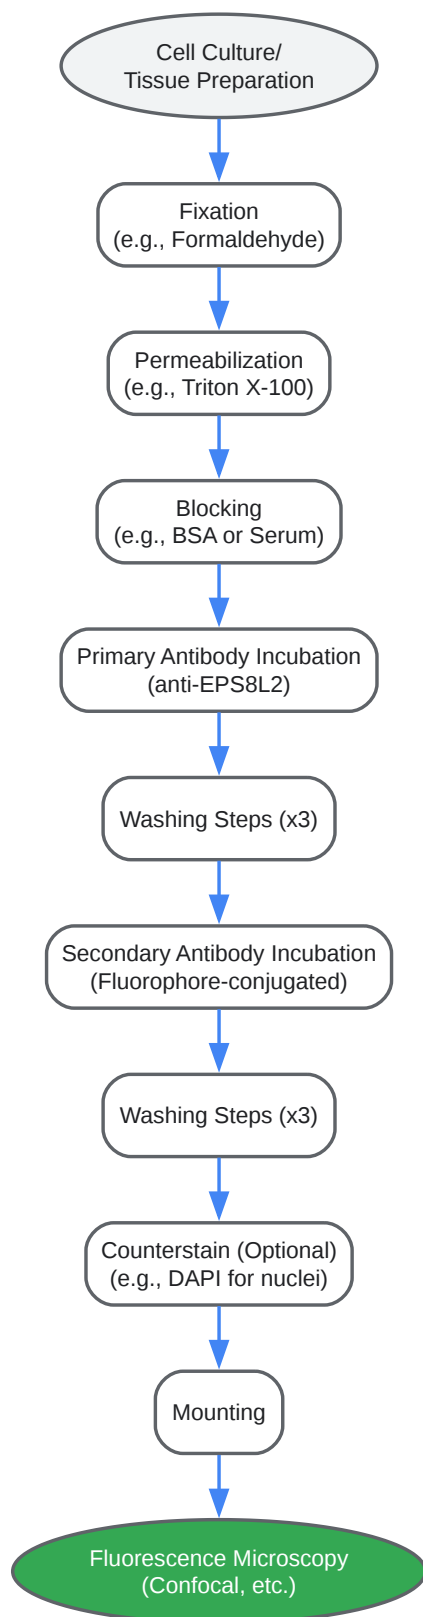 Cell Culture/
Tissue Preparation
Fixation
(e.g., Formaldehyde)
Permeabilization
(e.g., Triton X-100)
Blocking
(e.g., BSA or Serum)
Primary Antibody Incubation
(anti-EPS8L2)
Washing Steps (x3)
Secondary Antibody Incubation
(Fluorophore-conjugated)
Washing Steps (x3)
Counterstain (Optional)
(e.g., DAPI for nuclei)
Mounting
Fluorescence Microscopy
(Confocal, etc.)